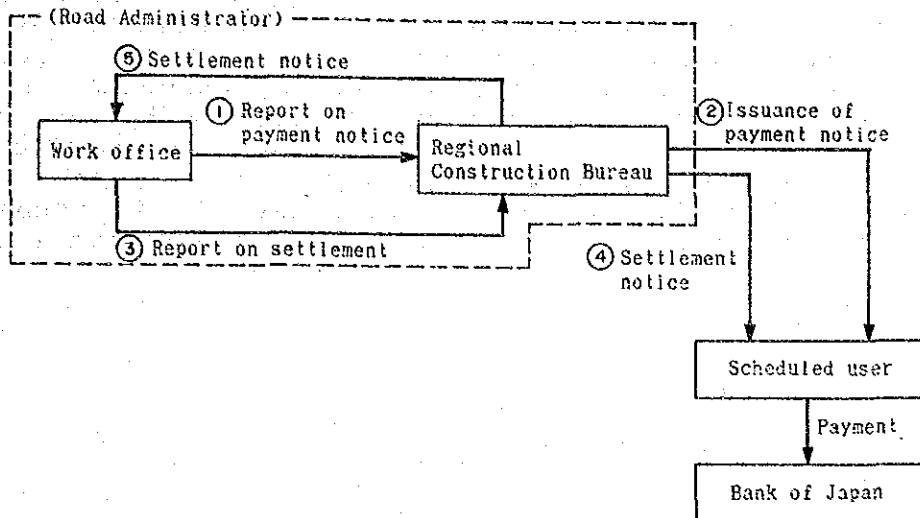 (Road Administrator)
⑤ Settlement notice
① Report on
payment notice
② Issuance of
payment notice
Work office
Regional
Construction Bureau
③ Report on settlement
④ Settlement
notice
Scheduled user
Payment
Bank of Japan